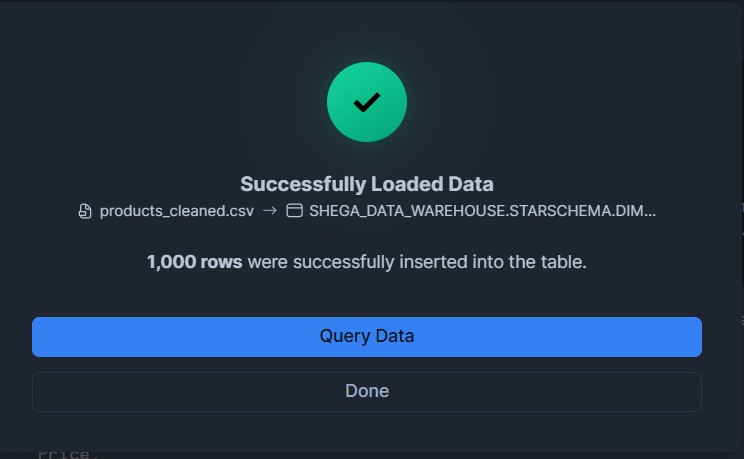 Successfully Loaded Data
products_cleaned.csv → SHEGA_DATA_WAREHOUSE.STARSCHEMA.DIM...
1,000 rows were successfully inserted into the table.
Query Data
Done
Price,